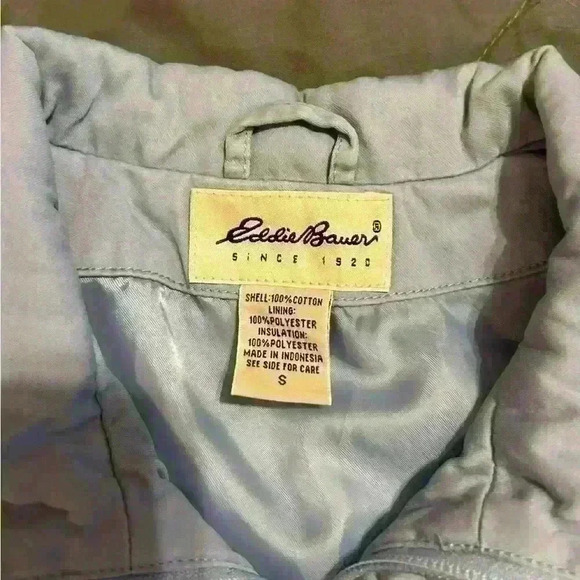 Eddie Bauer®
SINCE 1920
SHELL:100%COTTON
LINING:
100%POLYESTER
INSULATION:
100%POLYESTER
MADE IN INDONESIA
SEE SIDE FOR CARE
S